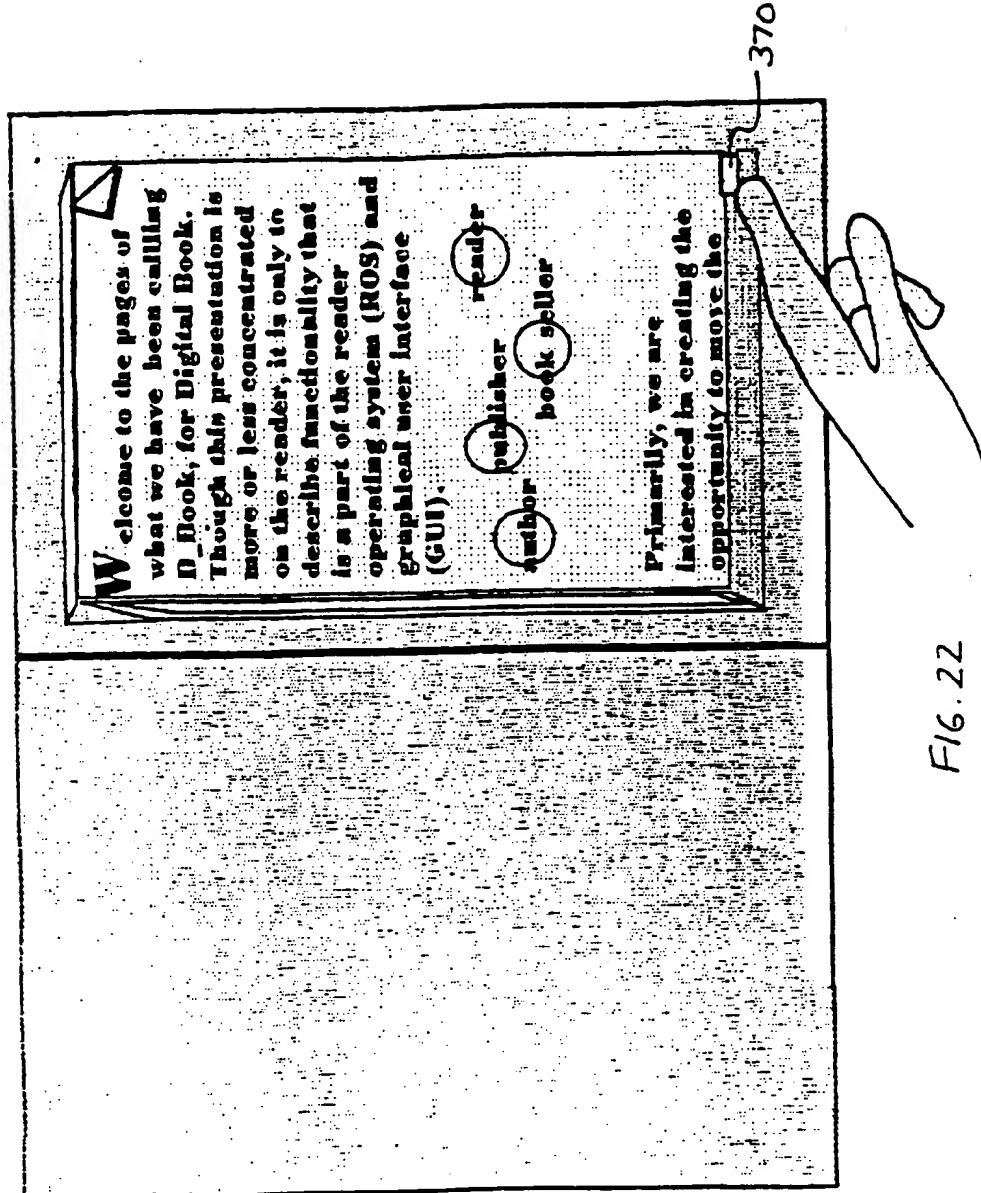 Welcome to the pages of
what we have been calling
D_Book, for Digital Book.
Though this presentation is
more or less concentrated
on the reader, it is only to
describe functionality that
is a part of the reader
operating system (ROS) and
graphical user interface
(GUI).
author publisher reader
book seller
Primarily, we are
interested in creating the
opportunity to move the
370
FIG. 22